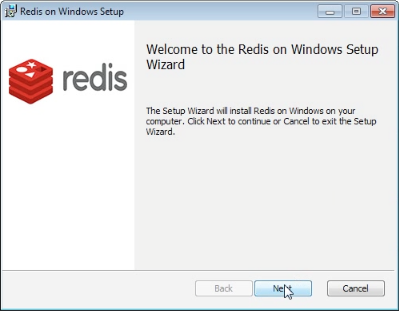 Redis on Windows Setup
redis
Welcome to the Redis on Windows Setup
Wizard
The Setup Wizard will install Redis on Windows on your
computer. Click Next to continue or Cancel to exit the Setup
Wizard.
Back
Next
Cancel